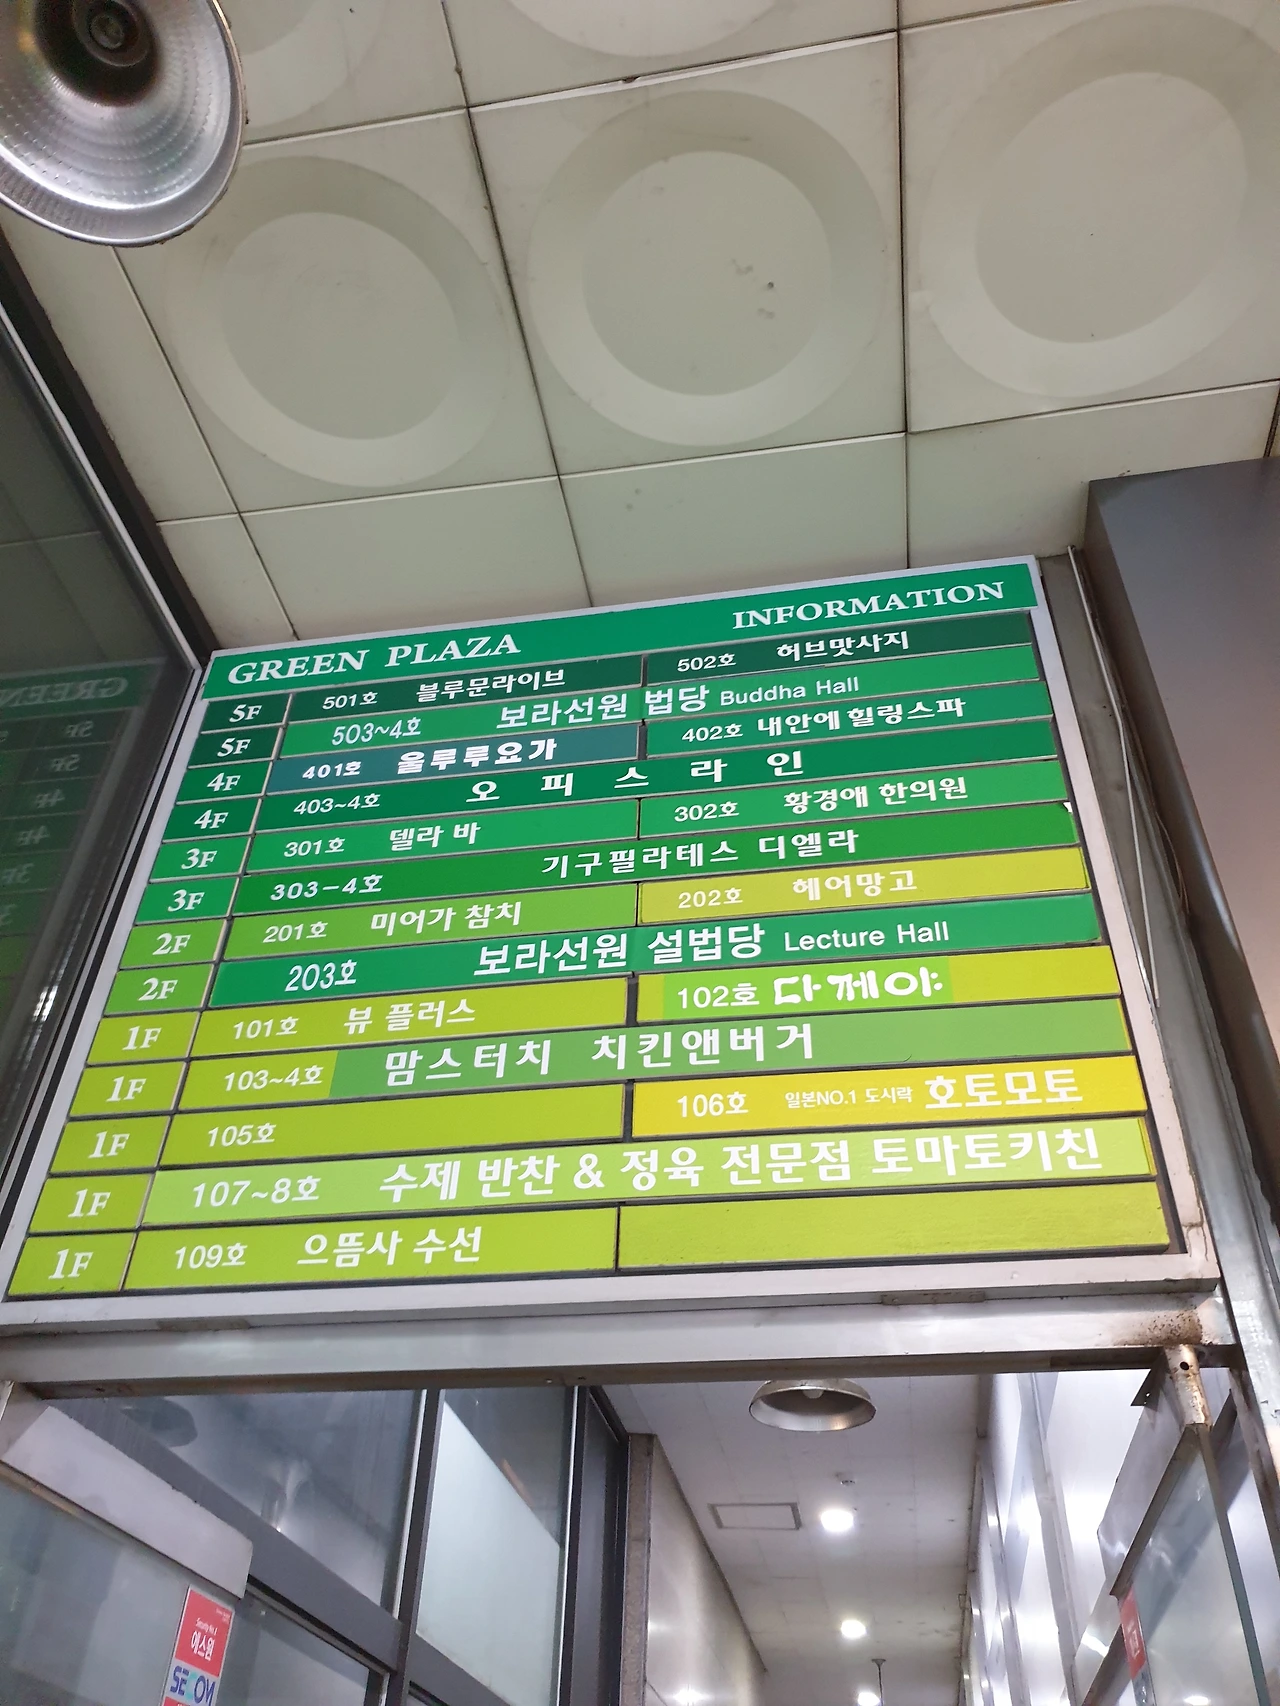 GREEN PLAZA INFORMATION
5F 501호 블루문라이브 502호 허브맛사지
5F 503~4호 보라선원 법당 Buddha Hall
4F 401호 울루루요가 402호 내안에힐링스파
4F 403~4호 오피스라인
3F 301호 델라 바 302호 황경애 한의원
3F 303-4호 기구필라테스 디엘라
2F 201호 미어가 참치 202호 헤어망고
2F 203호 보라선원 설법당 Lecture Hall
1F 101호 뷰 플러스 102호 다께야
1F 103~4호 맘스터치 치킨앤버거
1F 105호 106호 일본NO.1 도시락 호토모토
1F 107~8호 수제 반찬 & 정육 전문점 토마토키친
1F 109호 으뜸사 수선
에스원
SECOM